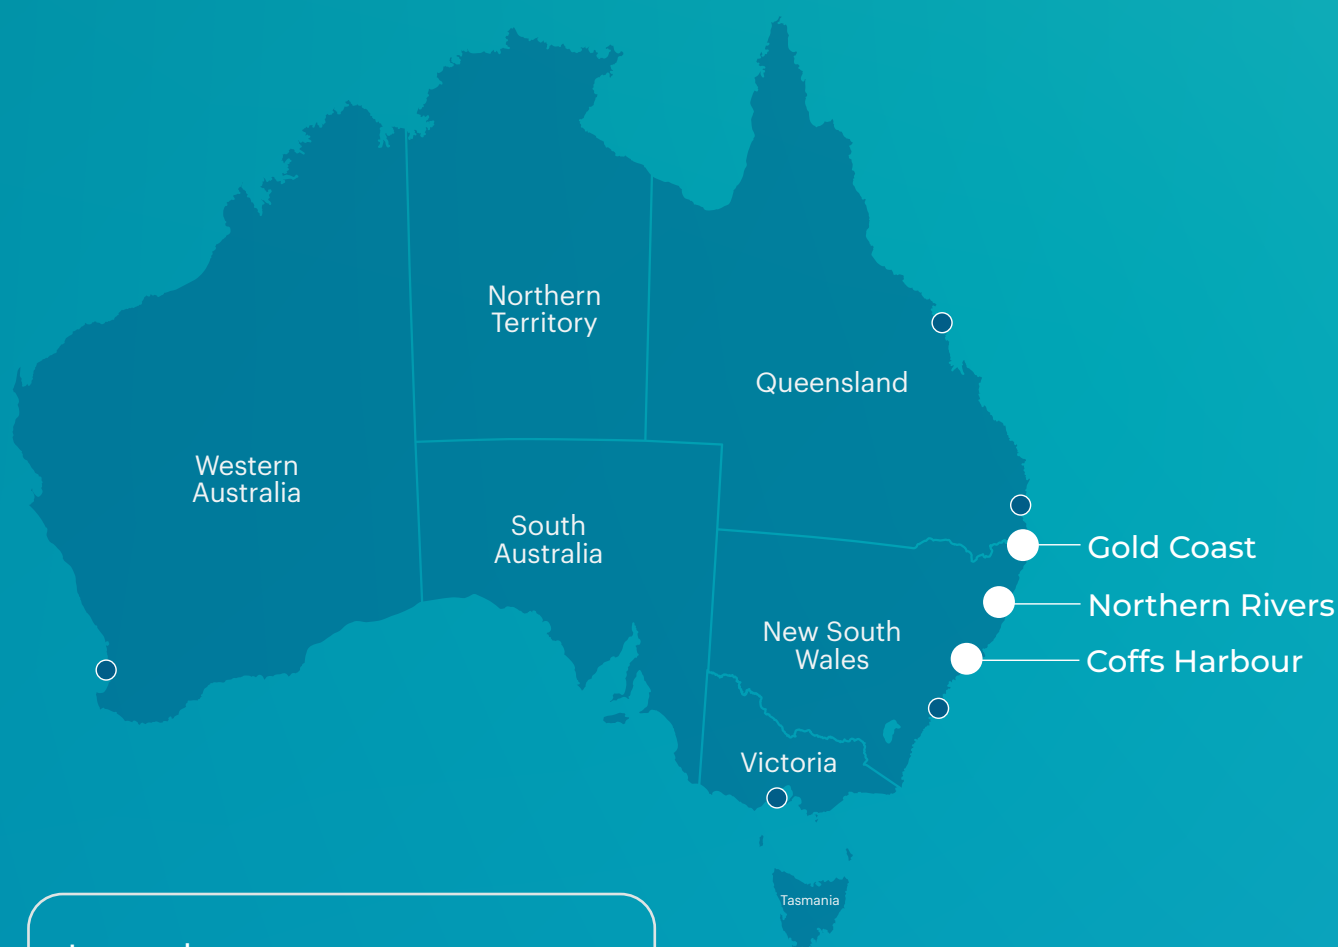 Northern
Territory
Queensland
Western
Australia
South
Australia
Gold Coast
Northern Rivers
New South
Wales
Coffs Harbour
Victoria
Tasmania